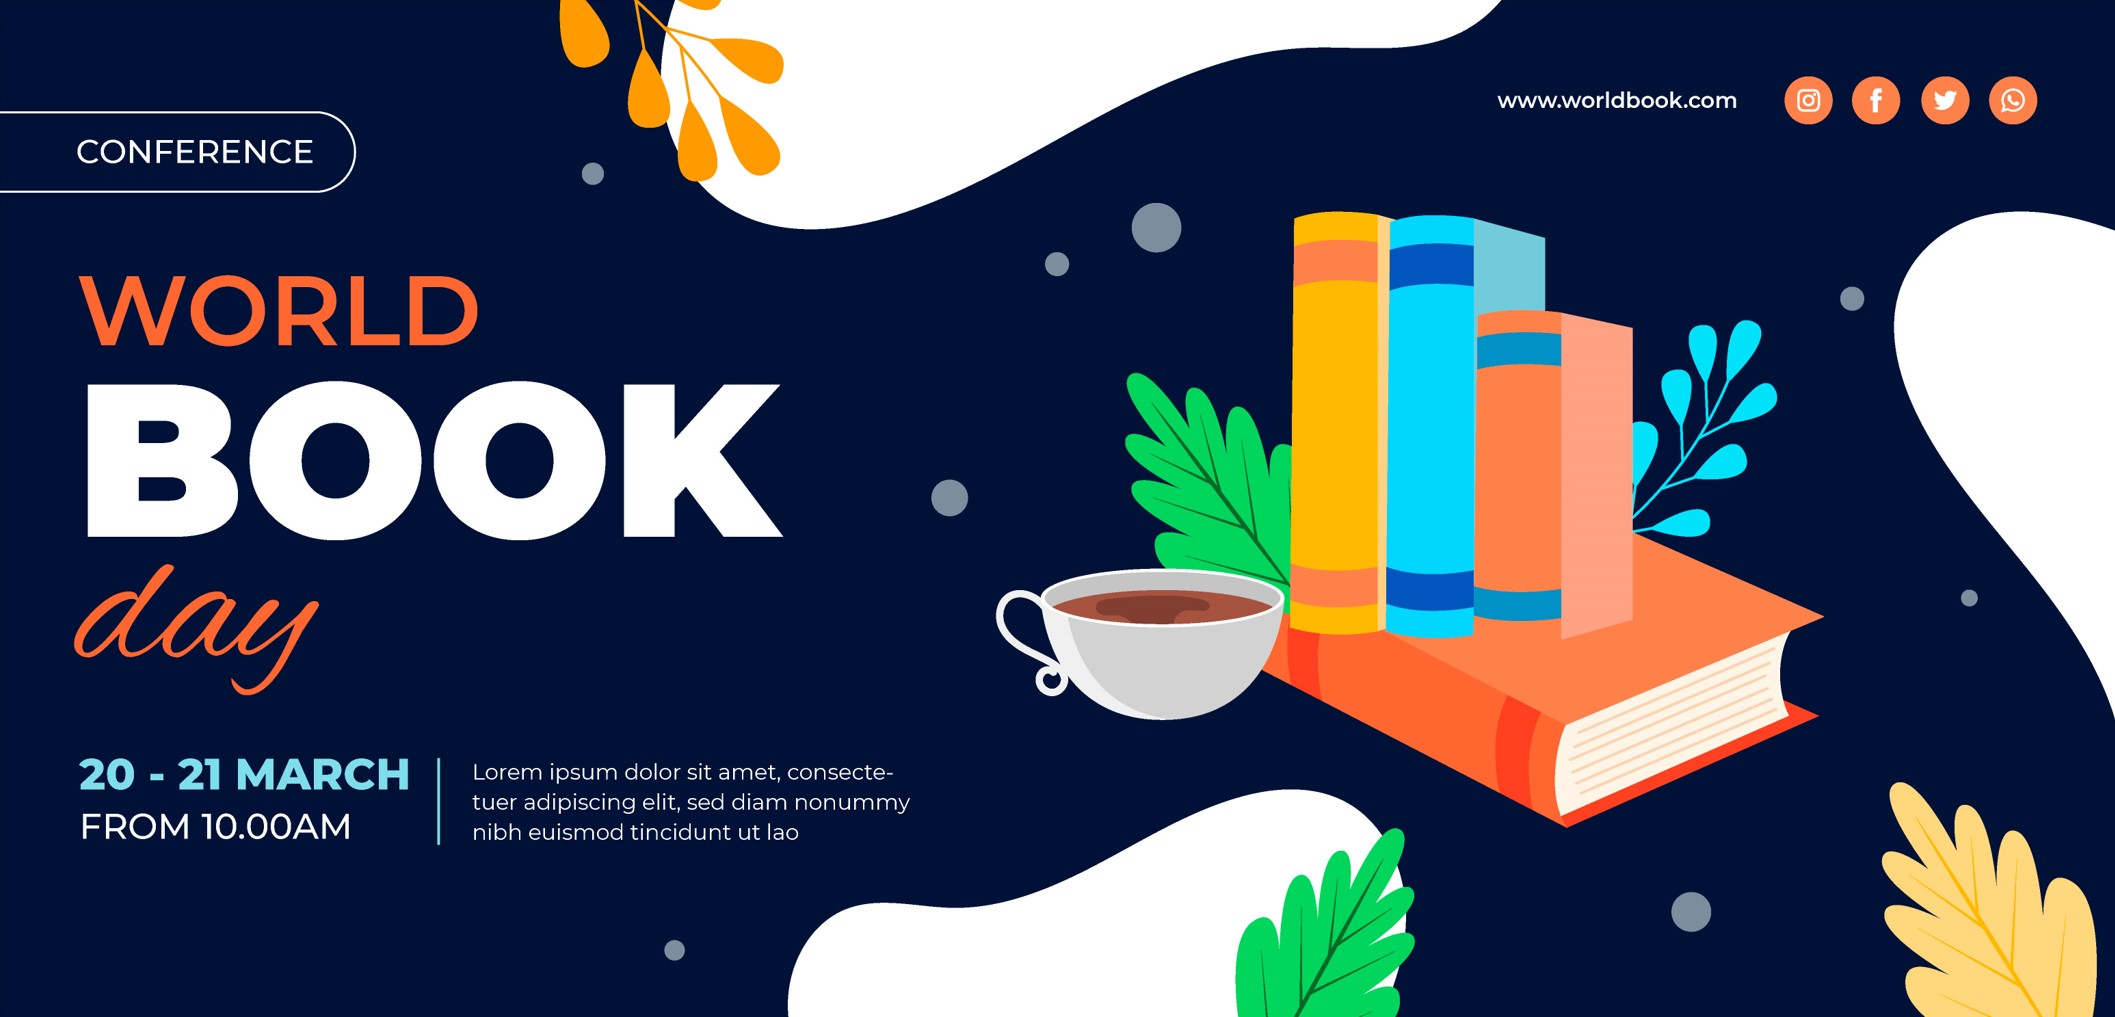 CONFERENCE
www.worldbook.com
WORLD
BOOK
day
20 - 21 MARCH
FROM 10.00AM
Lorem ipsum dolor sit amet, consecte-
tuer adipiscing elit, sed diam nonummy
nibh euismod tincidunt ut lao